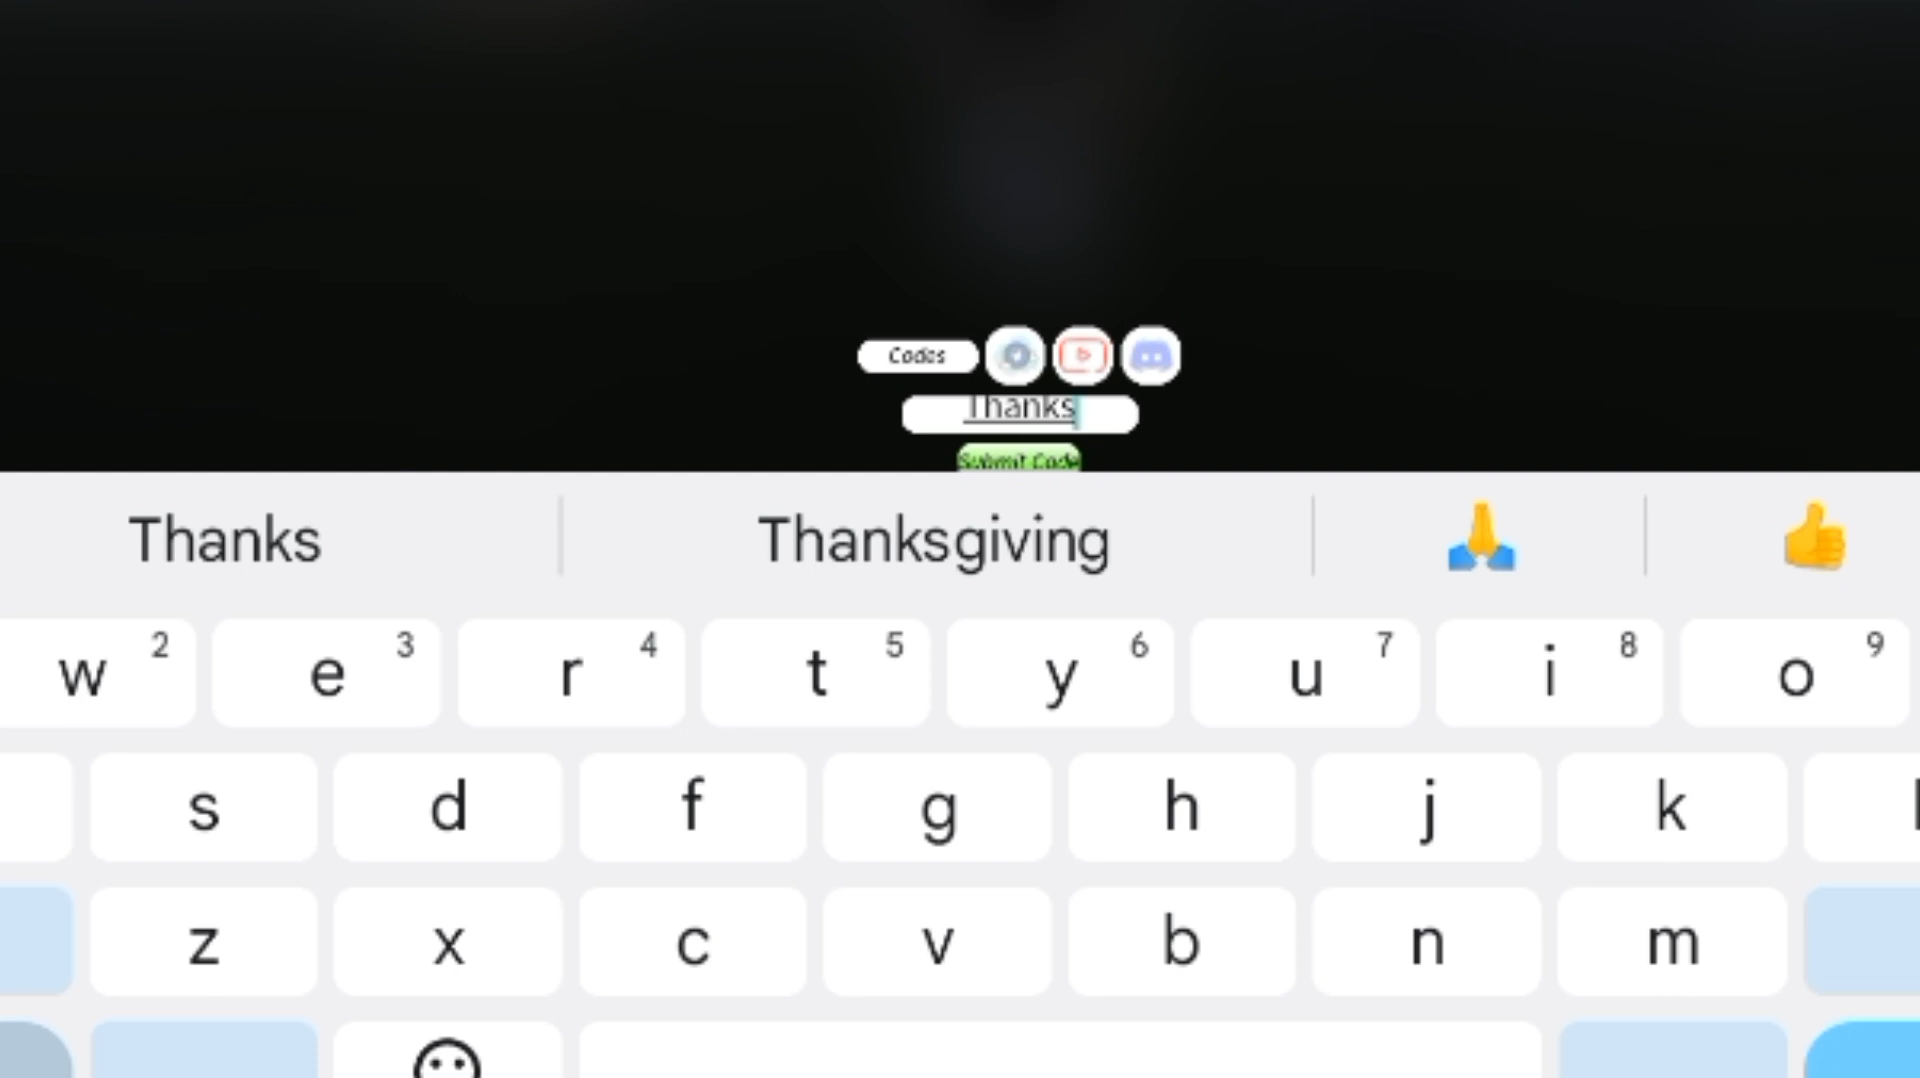 Codes
Thanks
Submit Code
Thanks Thanksgiving
w 2 e 3 r 4 t 5 y 6 u 7 i 8 o 9
s d f g h j k
z x c v b n m